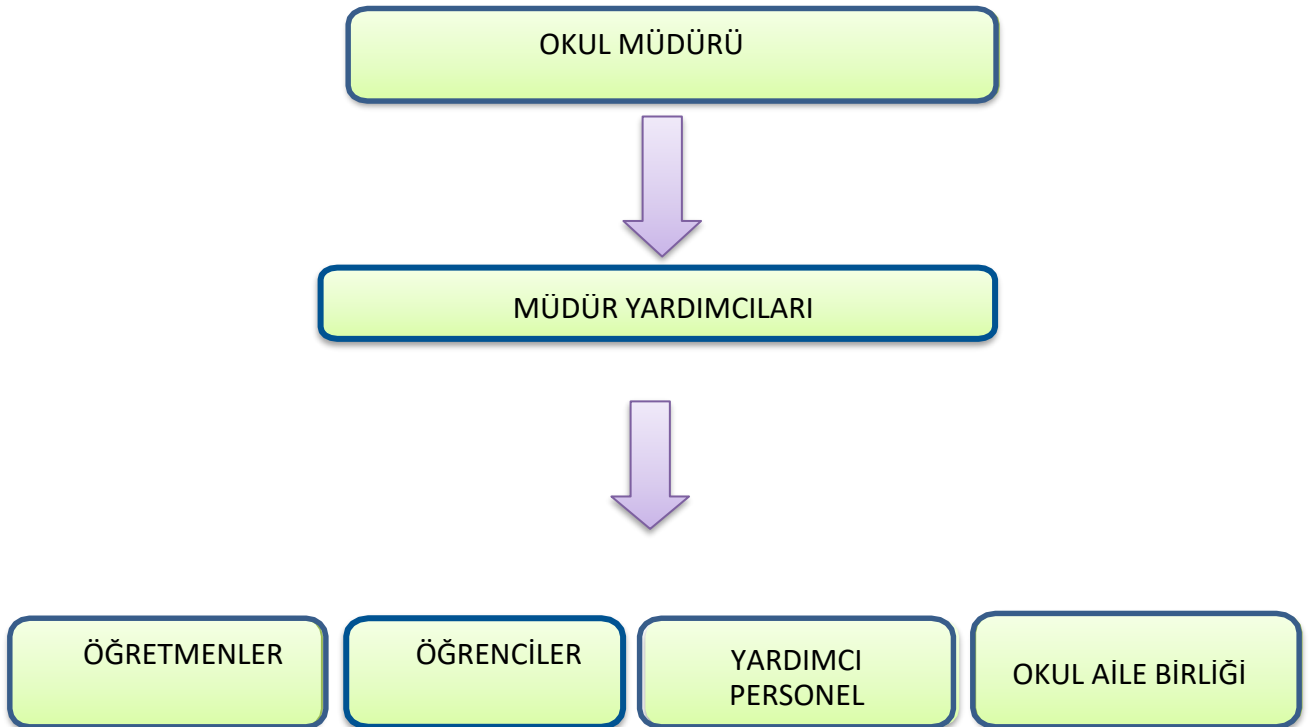 OKUL MÜDÜRÜ
MÜDÜR YARDIMCILARI
ÖĞRETMENLER
ÖĞRENCİLER
YARDIMCI
PERSONEL
OKUL AİLE BİRLİĞİ